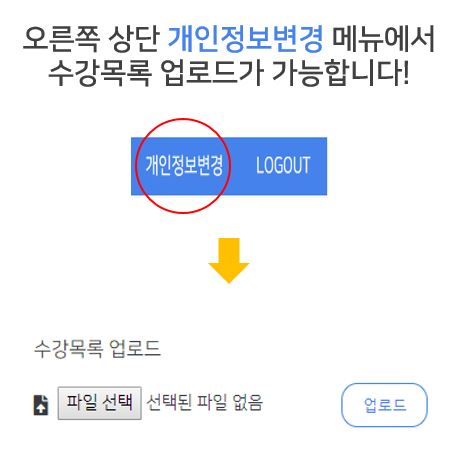 오른쪽 상단 개인정보변경 메뉴에서
수강목록 업로드가 가능합니다!
개인정보변경 LOGOUT
수강목록 업로드
파일 선택 선택된 파일 없음 업로드